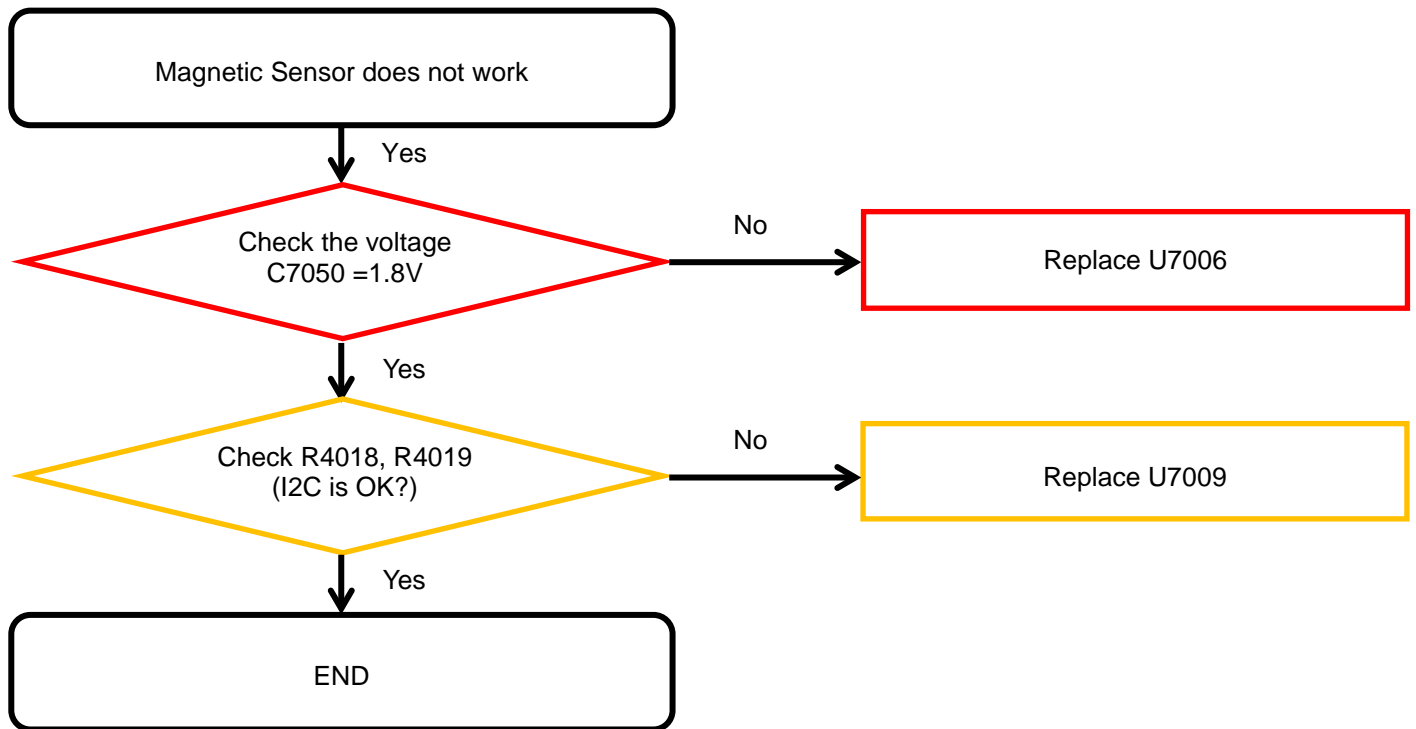 Magnetic Sensor does not work
Yes
Check the voltage
C7050 =1.8V
No
Replace U7006
Yes
Check R4018, R4019
(I2C is OK?)
No
Replace U7009
Yes
END